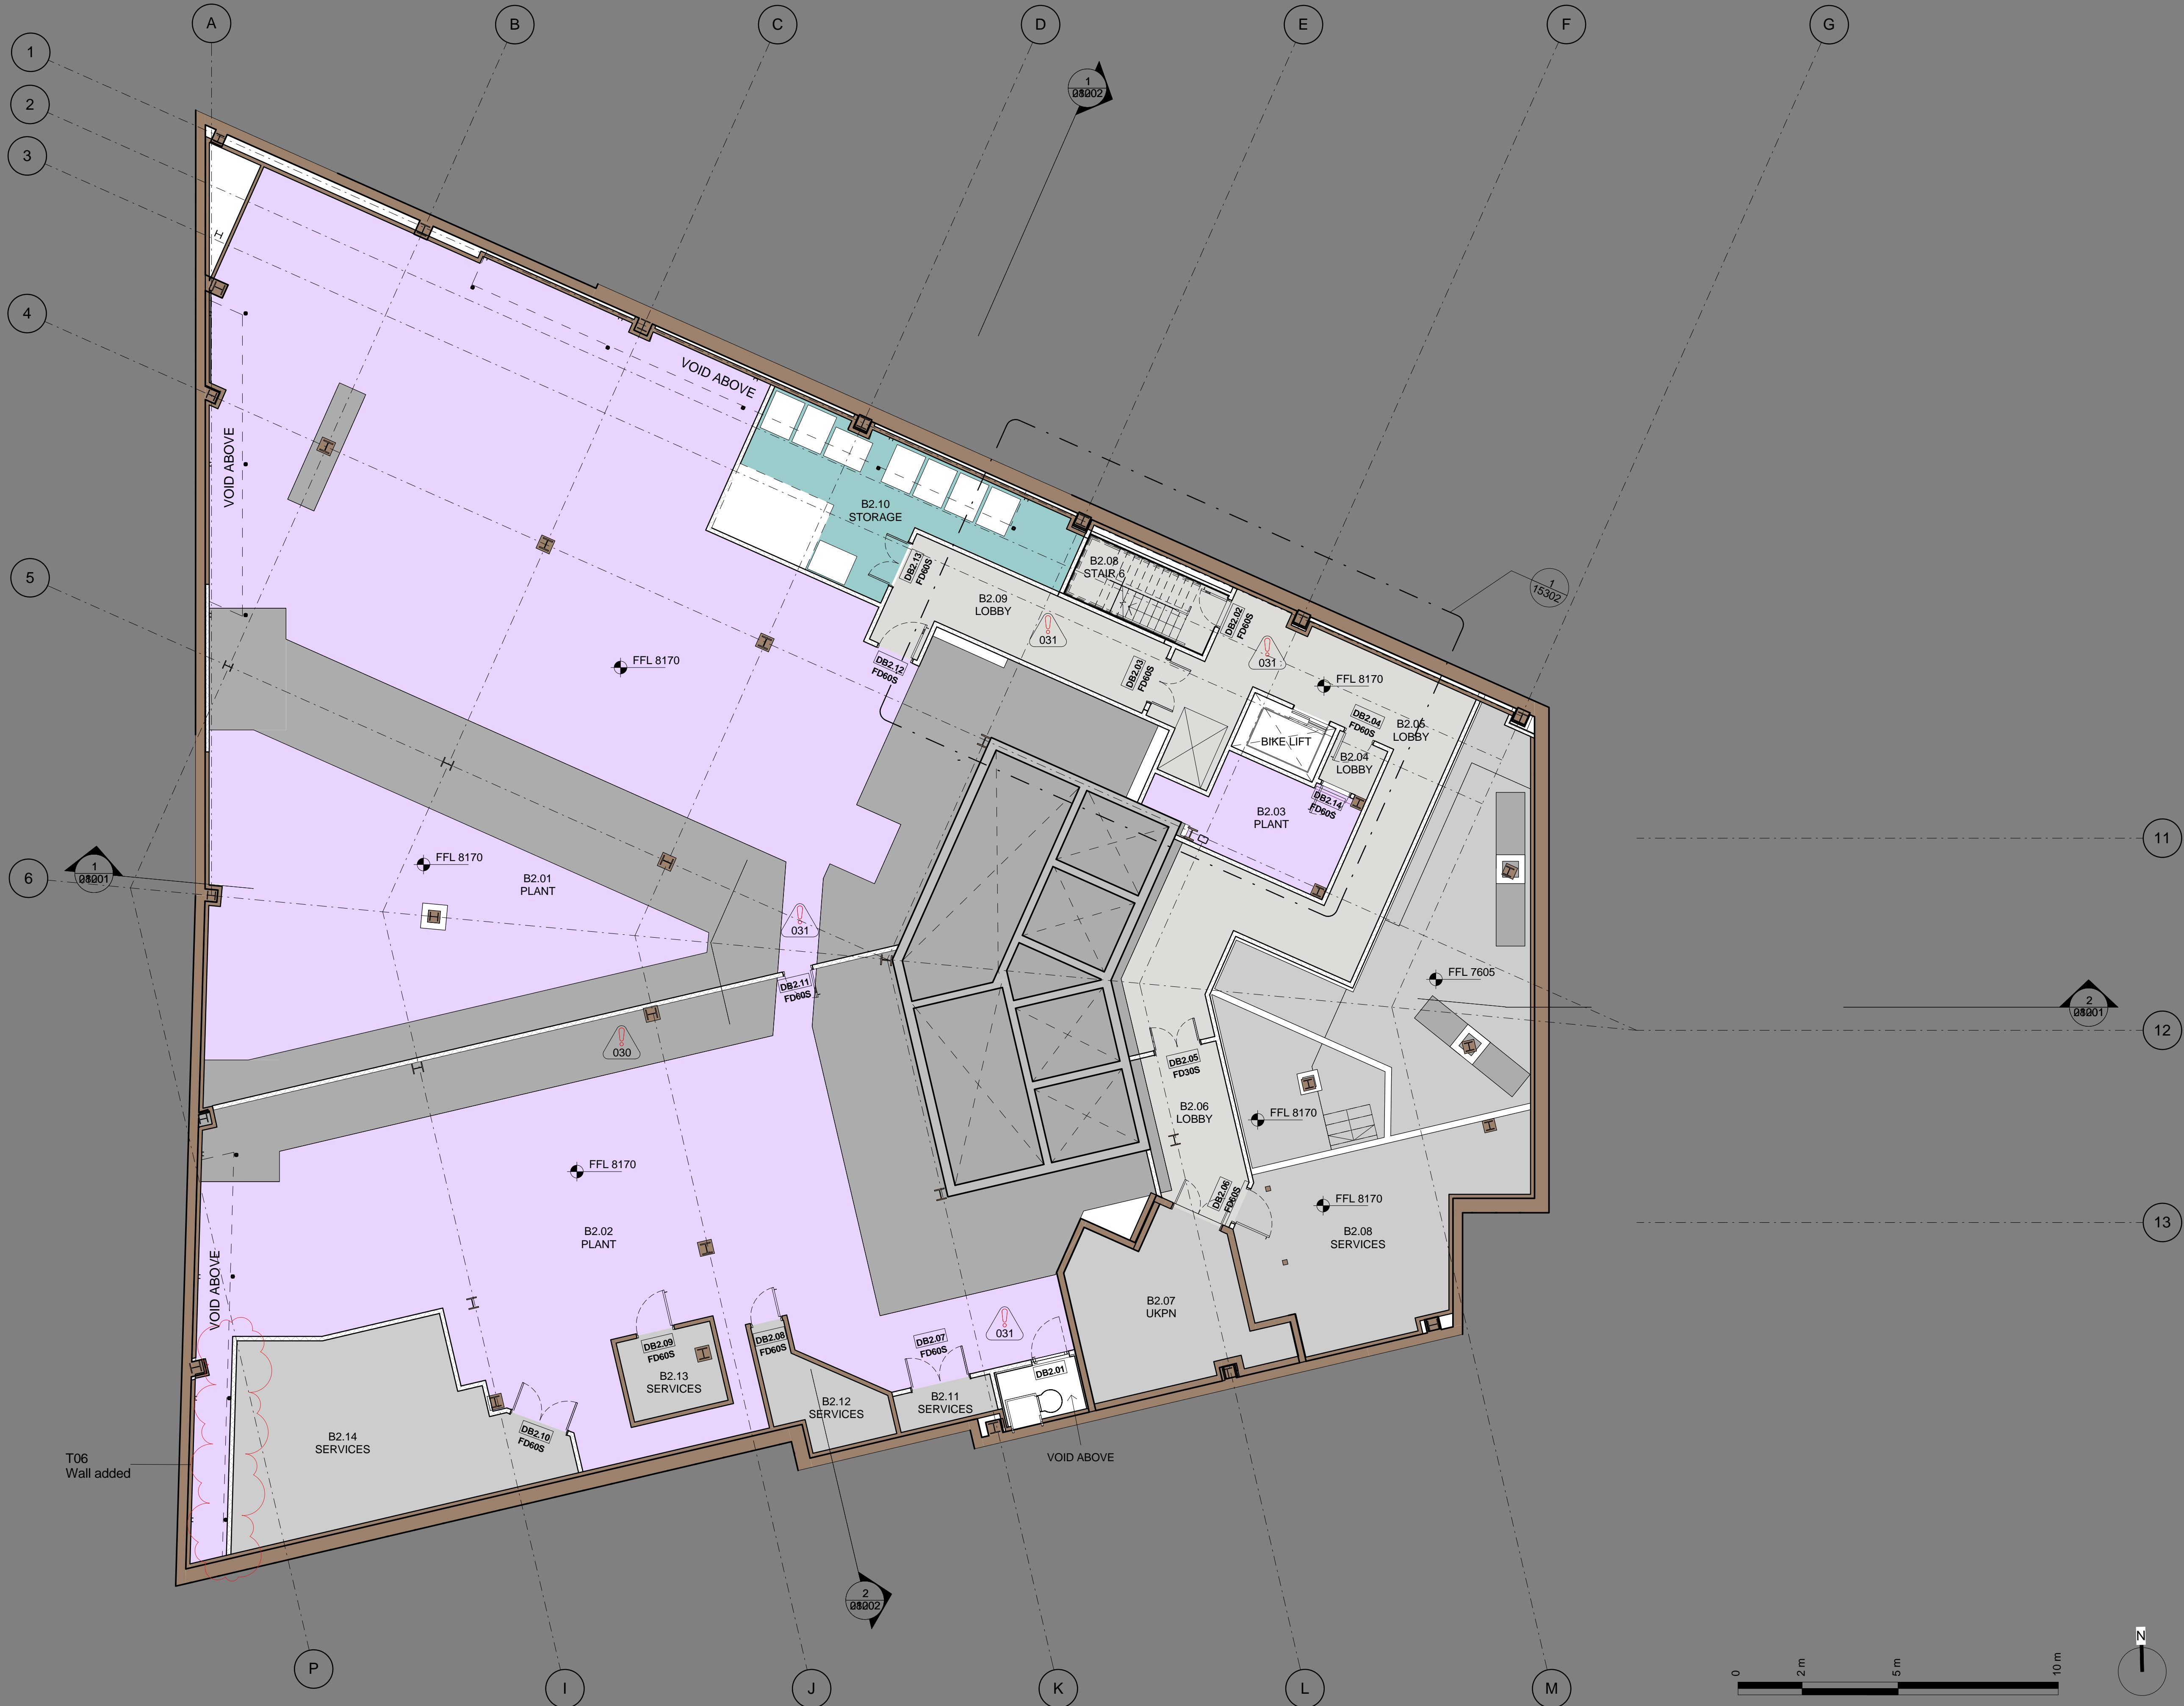 A
B
C
D
E
F
G
1
2
3
4
5
6
1
VOID ABOVE
VOID ABOVE
B2.10
STORAGE
DB2.13
FD60S
B2.08
STAIR 6
B2.09
LOBBY
031
DB2.02
FD60S
031
1
15302
DB2.12
FD60S
FFL 8170
DB2.03
FD60S
FFL 8170
DB2.04
FD60S
B2.05
LOBBY
BIKE LIFT
B2.04
LOBBY
DB2.14
FD60S
B2.03
PLANT
11
FFL 8170
B2.01
PLANT
1
031
DB2.11
FD60S
FFL 7605
2
12
030
DB2.05
FD30S
B2.06
LOBBY
FFL 8170
FFL 8170
DB2.06
FD60S
FFL 8170
B2.08
SERVICES
13
B2.02
PLANT
VOID ABOVE
B2.07
UKPN
031
DB2.09
FD60S
DB2.08
FD60S
DB2.07
FD60S
DB2.01
B2.13
SERVICES
B2.12
SERVICES
B2.11
SERVICES
DB2.10
FD60S
B2.14
SERVICES
T06
Wall added
VOID ABOVE
2
P
I
J
K
L
M
0
2 m
5 m
10 m
N